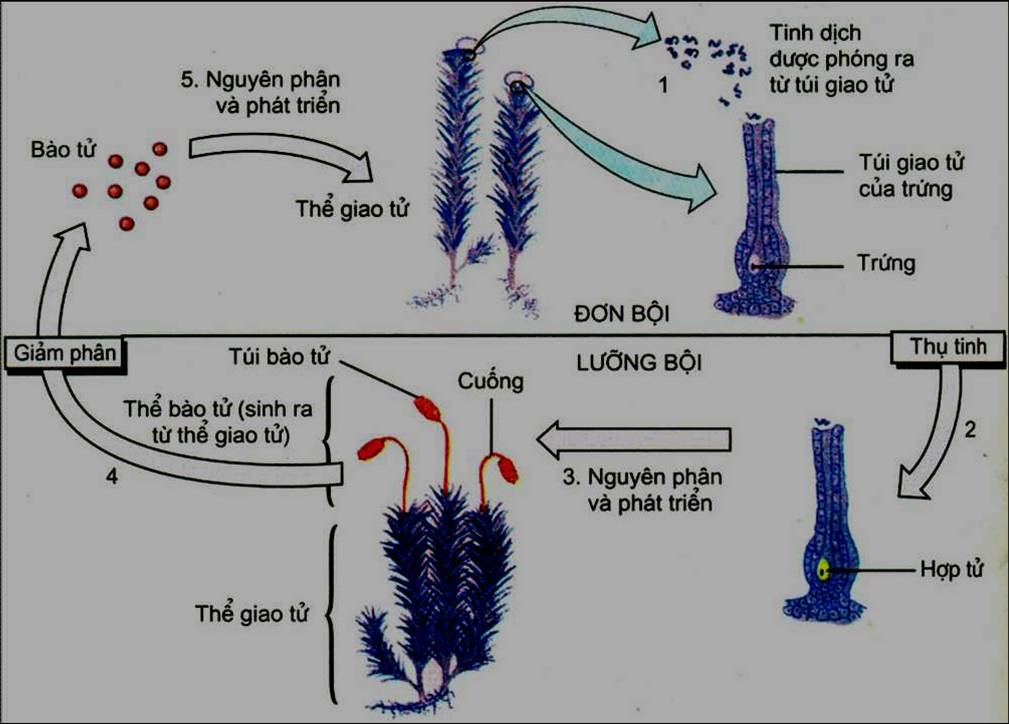 Tinh dịch
được phóng ra
từ túi giao tử
1
5. Nguyên phân
và phát triển
Bào tử
Thể giao tử
Túi giao tử
của trứng
Trứng
ĐƠN BỘI
Giảm phân
Thụ tinh
LƯỠNG BỘI
Túi bào tử
Cuống
Thể bào tử (sinh ra
từ thể giao tử)
4
2
3. Nguyên phân
và phát triển
Hợp tử
Thể giao tử